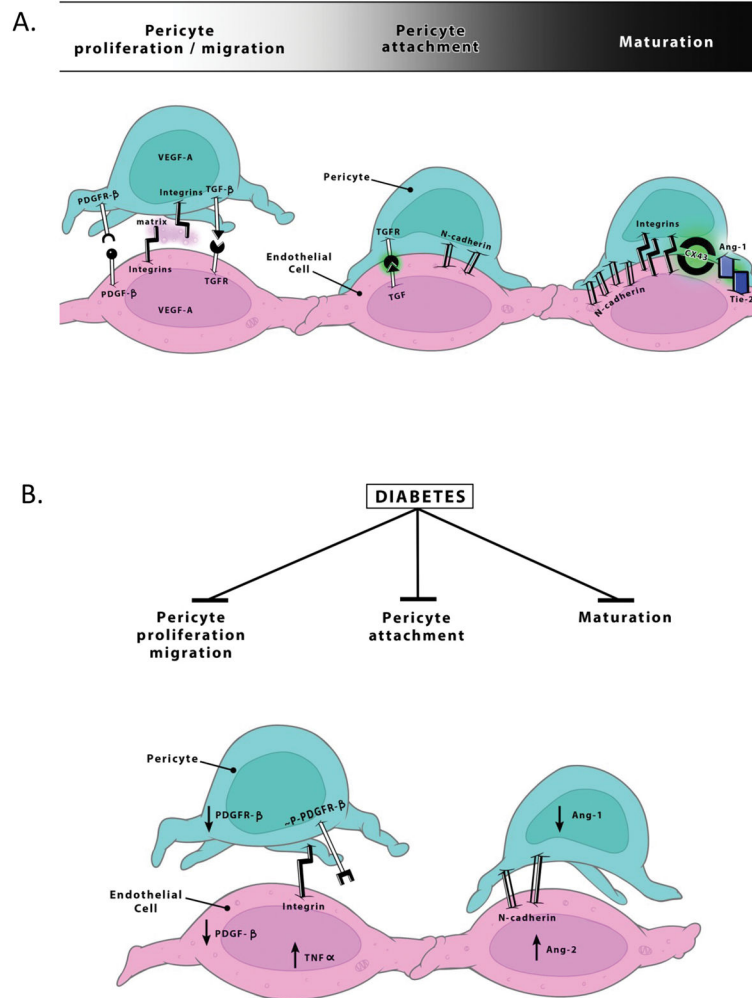 A.
Pericyte
proliferation / migration
Pericyte
attachment
Maturation
VEGF-A
PDGFR-β
Integrins
TGF-β
matrix
Integrins
TGFR
PDGF-β
VEGF-A
Pericyte
Endothelial
Cell
TGFR
N-cadherin
TGF
Integrins
Ang-1
CX43
N-cadherin
Tie-2
B.
DIABETES
Pericyte
proliferation
migration
Pericyte
attachment
Maturation
Pericyte
↓ PDGFR-β
~P-PDGFR-β
Endothelial
Cell
Integrin
↓ PDGF-β
↑ TNFα
↓ Ang-1
N-cadherin
↑ Ang-2